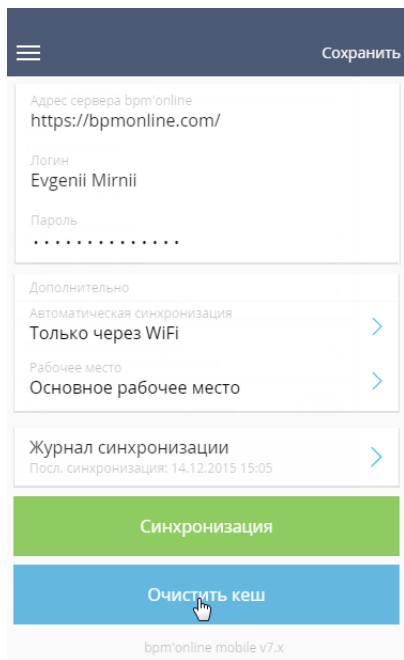 Сохранить
Адрес сервера bpm'online
https://bpmonline.com/
Логин
Evgenii Mirnii
Пароль
• • • • • • • • • • • • • •
Дополнительно
Автоматическая синхронизация
Только через WiFi
Рабочее место
Основное рабочее место
Журнал синхронизации
Посл. синхронизация: 14.12.2015 15:05
Синхронизация
Очистить кеш
bpm'online mobile v7.x